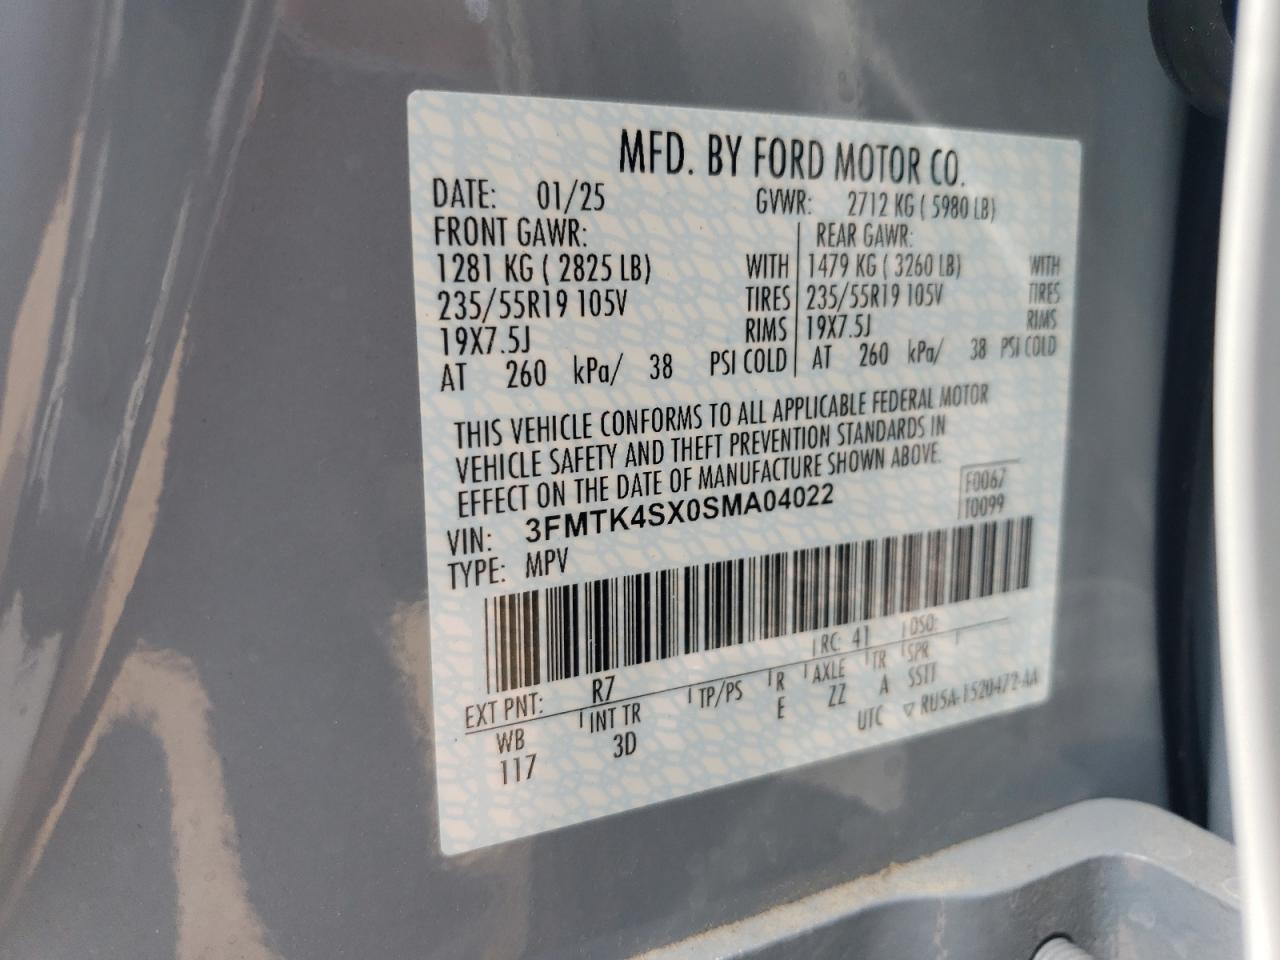 MFD. BY FORD MOTOR CO.
DATE: 01/25 GVWR: 2712 KG ( 5980 LB)
FRONT GAWR: REAR GAWR:
1281 KG ( 2825 LB) WITH 1479 KG ( 3260 LB) WITH
235/55R19 105V TIRES 235/55R19 105V TIRES
19X7.5J RIMS 19X7.5J RIMS
AT 260 kPa/ 38 PSI COLD AT 260 kPa/ 38 PSI COLD
THIS VEHICLE CONFORMS TO ALL APPLICABLE FEDERAL MOTOR
VEHICLE SAFETY AND THEFT PREVENTION STANDARDS IN
EFFECT ON THE DATE OF MANUFACTURE SHOWN ABOVE.
F0067
VIN: 3FMTK4SX0SMA04022 T0099
TYPE: MPV
EXT PNT: R7 RC: 41 DSO:
WB INT TR TP/PS R AXLE TR SPR
117 3D E ZZ A SSTT
UTC ▽ RU5A-1520472-AA